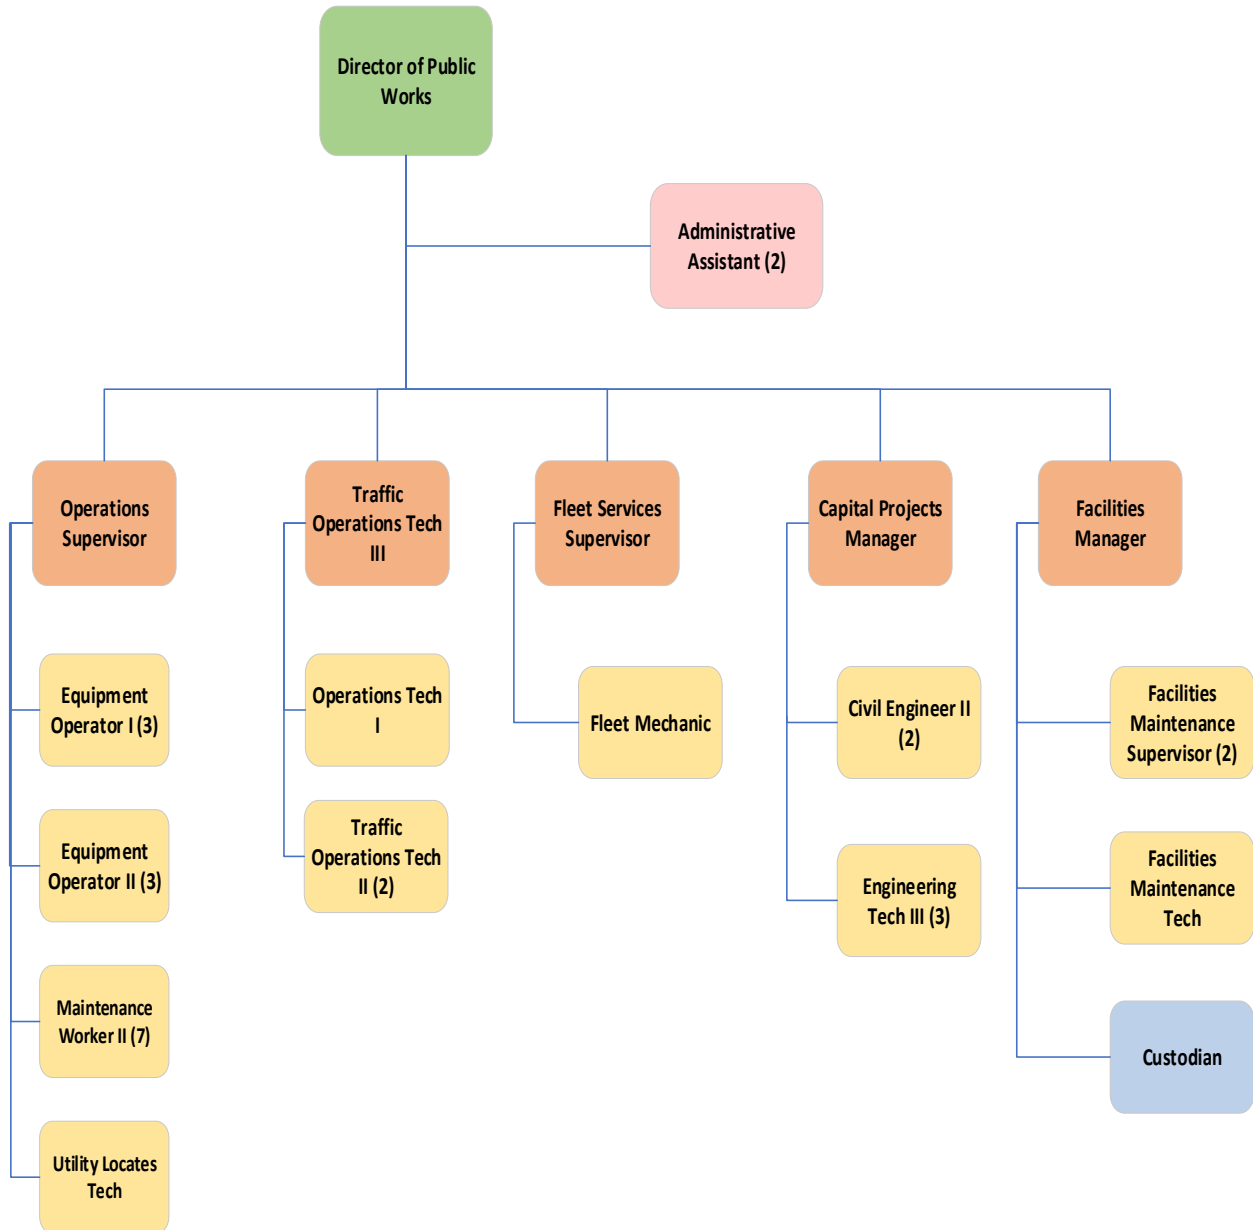 Director of Public
Works
Administrative
Assistant (2)
Operations
Supervisor
Traffic
Operations Tech
III
Fleet Services
Supervisor
Capital Projects
Manager
Facilities
Manager
Equipment
Operator I (3)
Operations Tech
I
Fleet Mechanic
Civil Engineer II
(2)
Facilities
Maintenance
Supervisor (2)
Equipment
Operator II (3)
Traffic
Operations Tech
II (2)
Engineering
Tech III (3)
Facilities
Maintenance
Tech
Maintenance
Worker II (7)
Custodian
Utility Locates
Tech